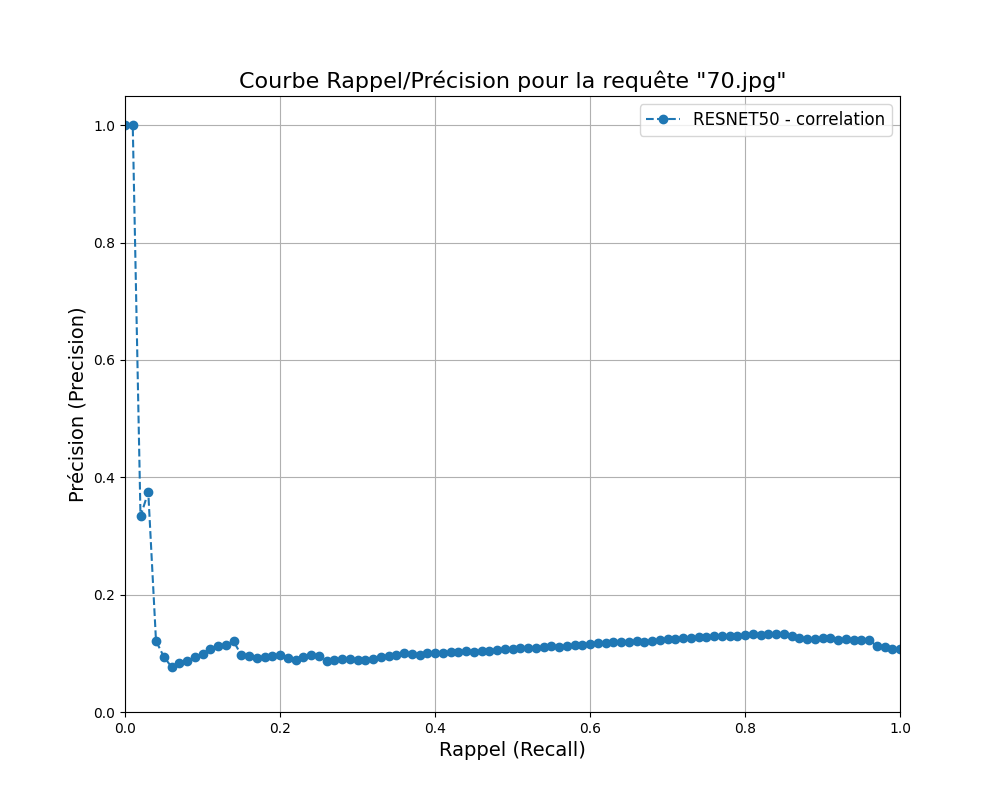 Courbe Rappel/Précision pour la requête "70.jpg"
RESNET50 - correlation
Précision (Precision)
1.0
0.8
0.6
0.4
0.2
0.0
0.0 0.2 0.4 0.6 0.8 1.0
Rappel (Recall)